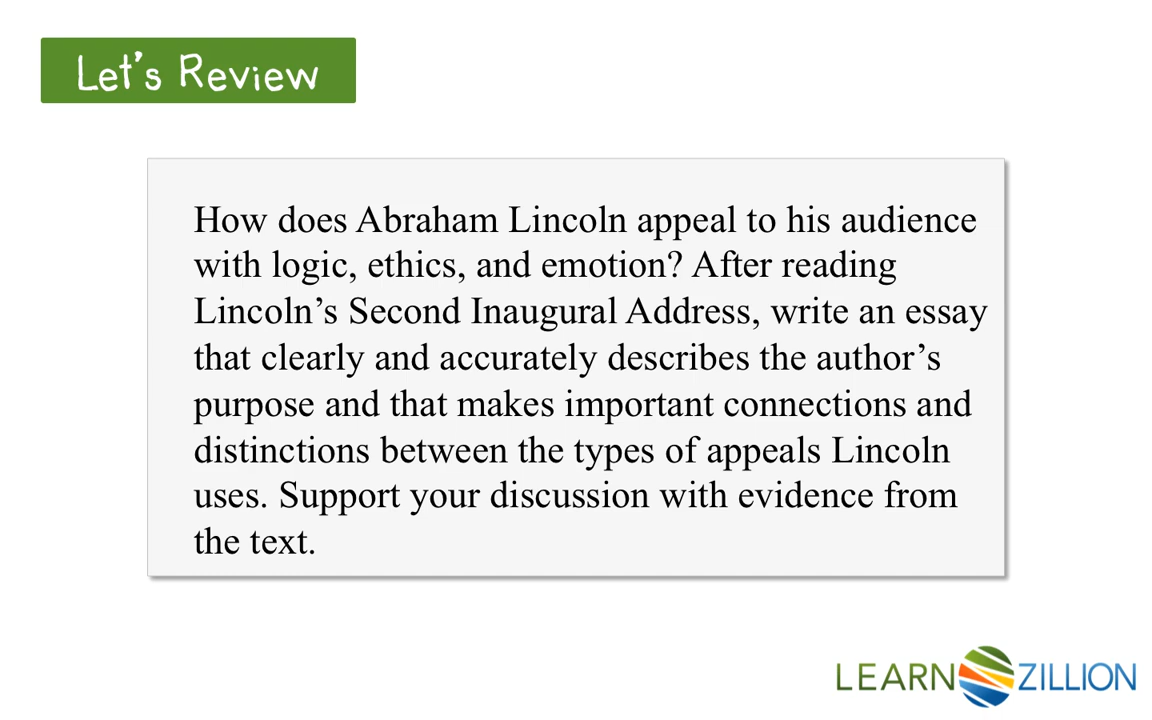 Let's Review
How does Abraham Lincoln appeal to his audience
with logic, ethics, and emotion? After reading
Lincoln’s Second Inaugural Address, write an essay
that clearly and accurately describes the author’s
purpose and that makes important connections and
distinctions between the types of appeals Lincoln
uses. Support your discussion with evidence from
the text.
LEARN ZILLION